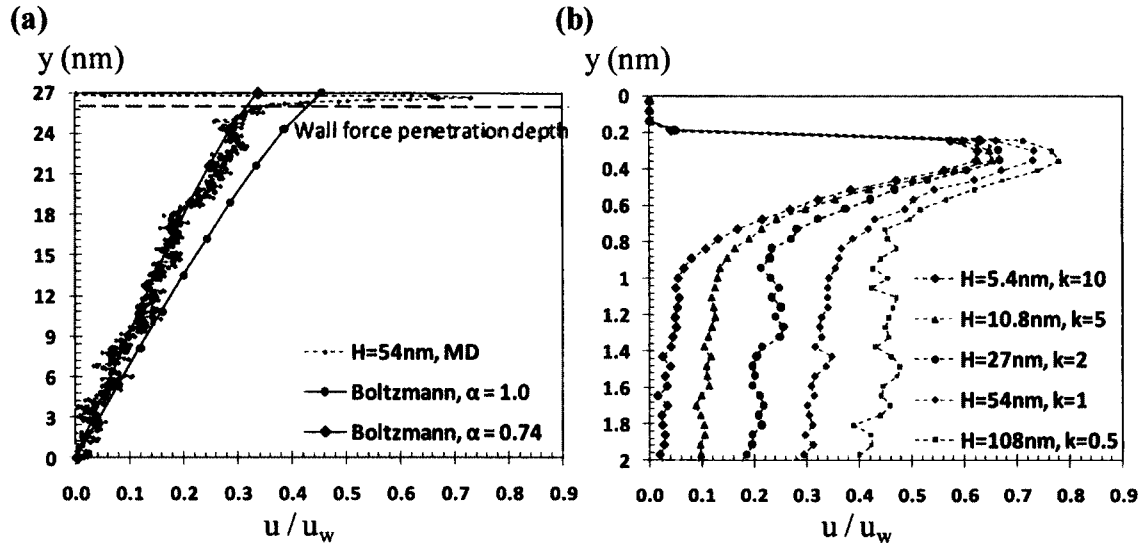 (a)
y (nm)
27
24
21
18
15
12
9
6
3
0
Wall force penetration depth
H=54nm, MD
Boltzmann, α = 1.0
Boltzmann, α = 0.74
0.0 0.1 0.2 0.3 0.4 0.5 0.6 0.7 0.8 0.9
u / u_w
(b)
y (nm)
0
0.2
0.4
0.6
0.8
1
1.2
1.4
1.6
1.8
2
H=5.4nm, k=10
H=10.8nm, k=5
H=27nm, k=2
H=54nm, k=1
H=108nm, k=0.5
0.0 0.1 0.2 0.3 0.4 0.5 0.6 0.7 0.8 0.9
u / u_w